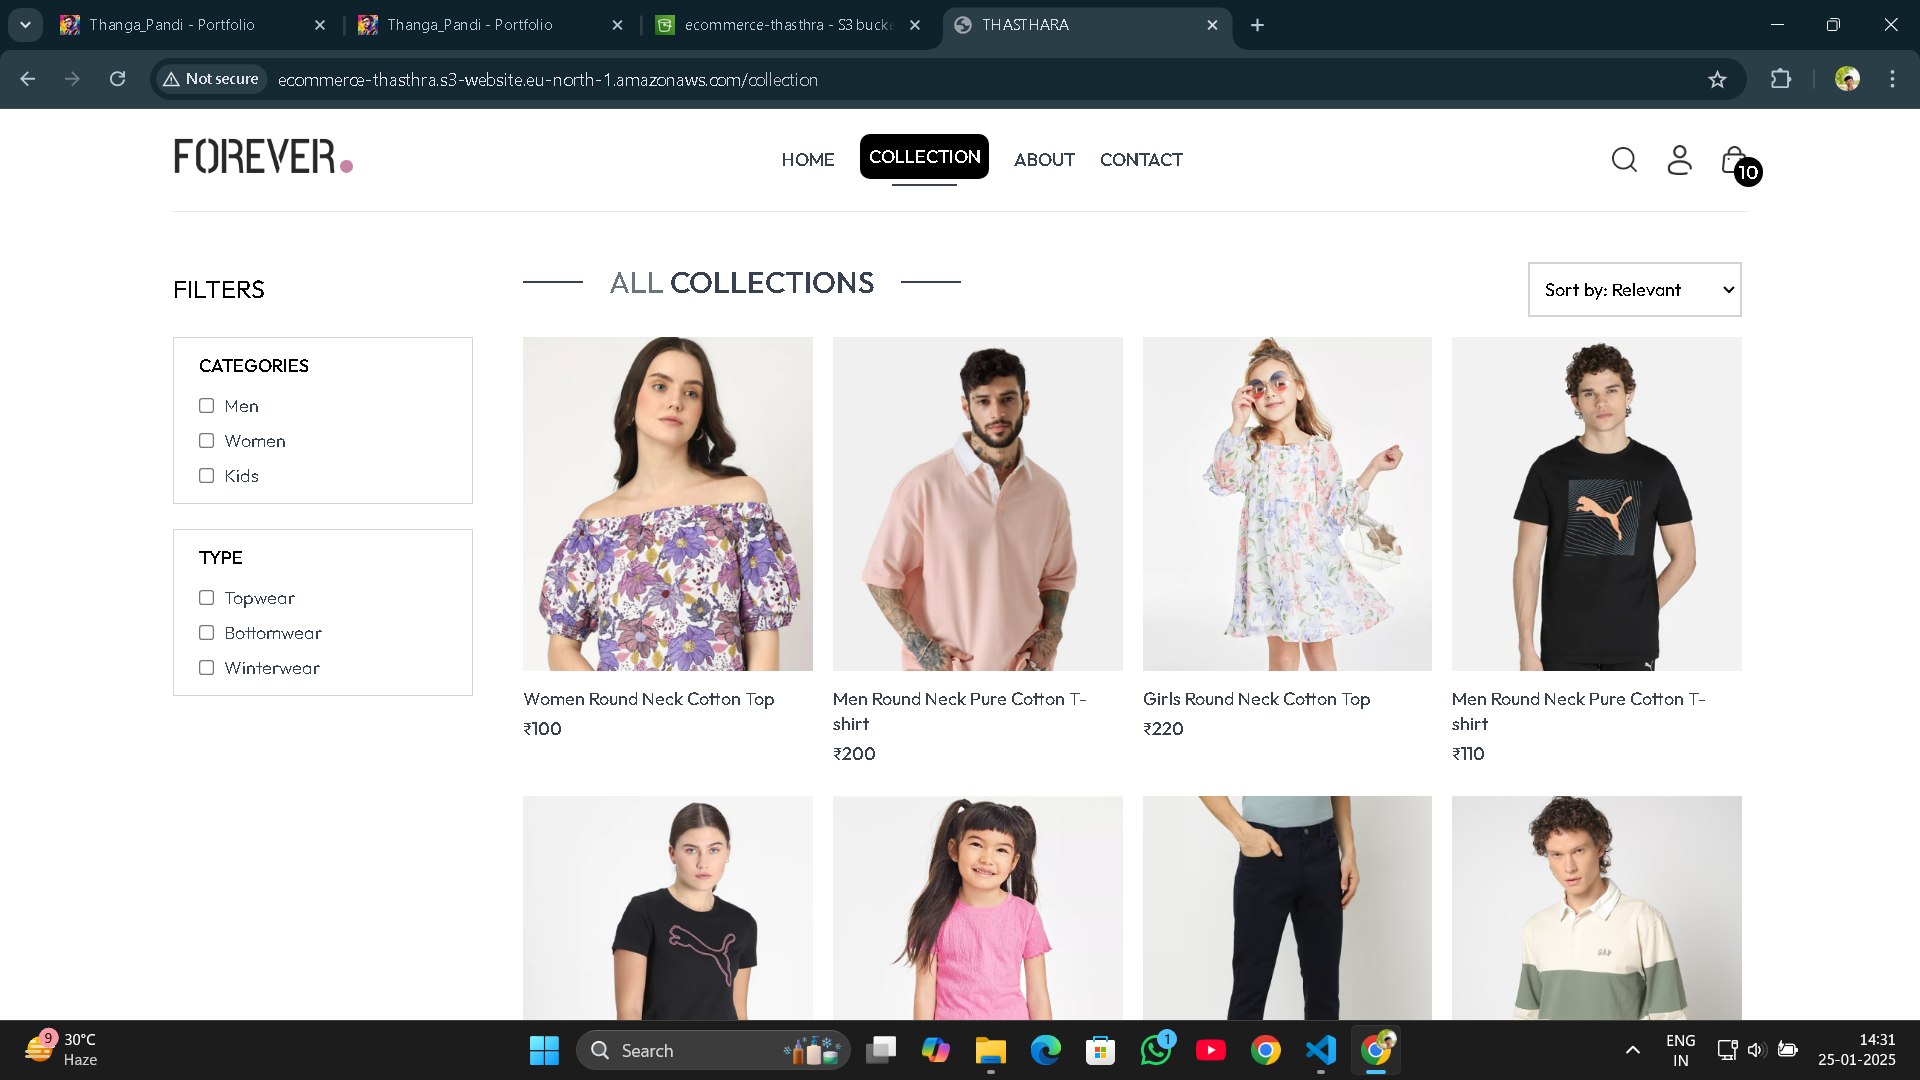 Thanga_Pandi - Portfolio
Thanga_Pandi - Portfolio
ecommerce-thasthra - S3 bucke
THASTHARA
Not secure
ecommerce-thasthra.s3-website.eu-north-1.amazonaws.com/collection
FOREVER.
HOME
COLLECTION
ABOUT
CONTACT
10
FILTERS
ALL COLLECTIONS
Sort by: Relevant
CATEGORIES
Men
Women
Kids
TYPE
Topwear
Bottomwear
Winterwear
Women Round Neck Cotton Top
₹100
Men Round Neck Pure Cotton T-
shirt
₹200
Girls Round Neck Cotton Top
₹220
Men Round Neck Pure Cotton T-
shirt
₹110
GAP
9
30°C
Haze
Search
1
ENG
IN
14:31
25-01-2025